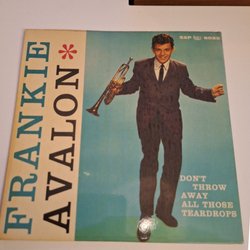 FRANKIE
AVALON*
DON'T
THROW
AWAY
ALL THOSE
TEARDROPS